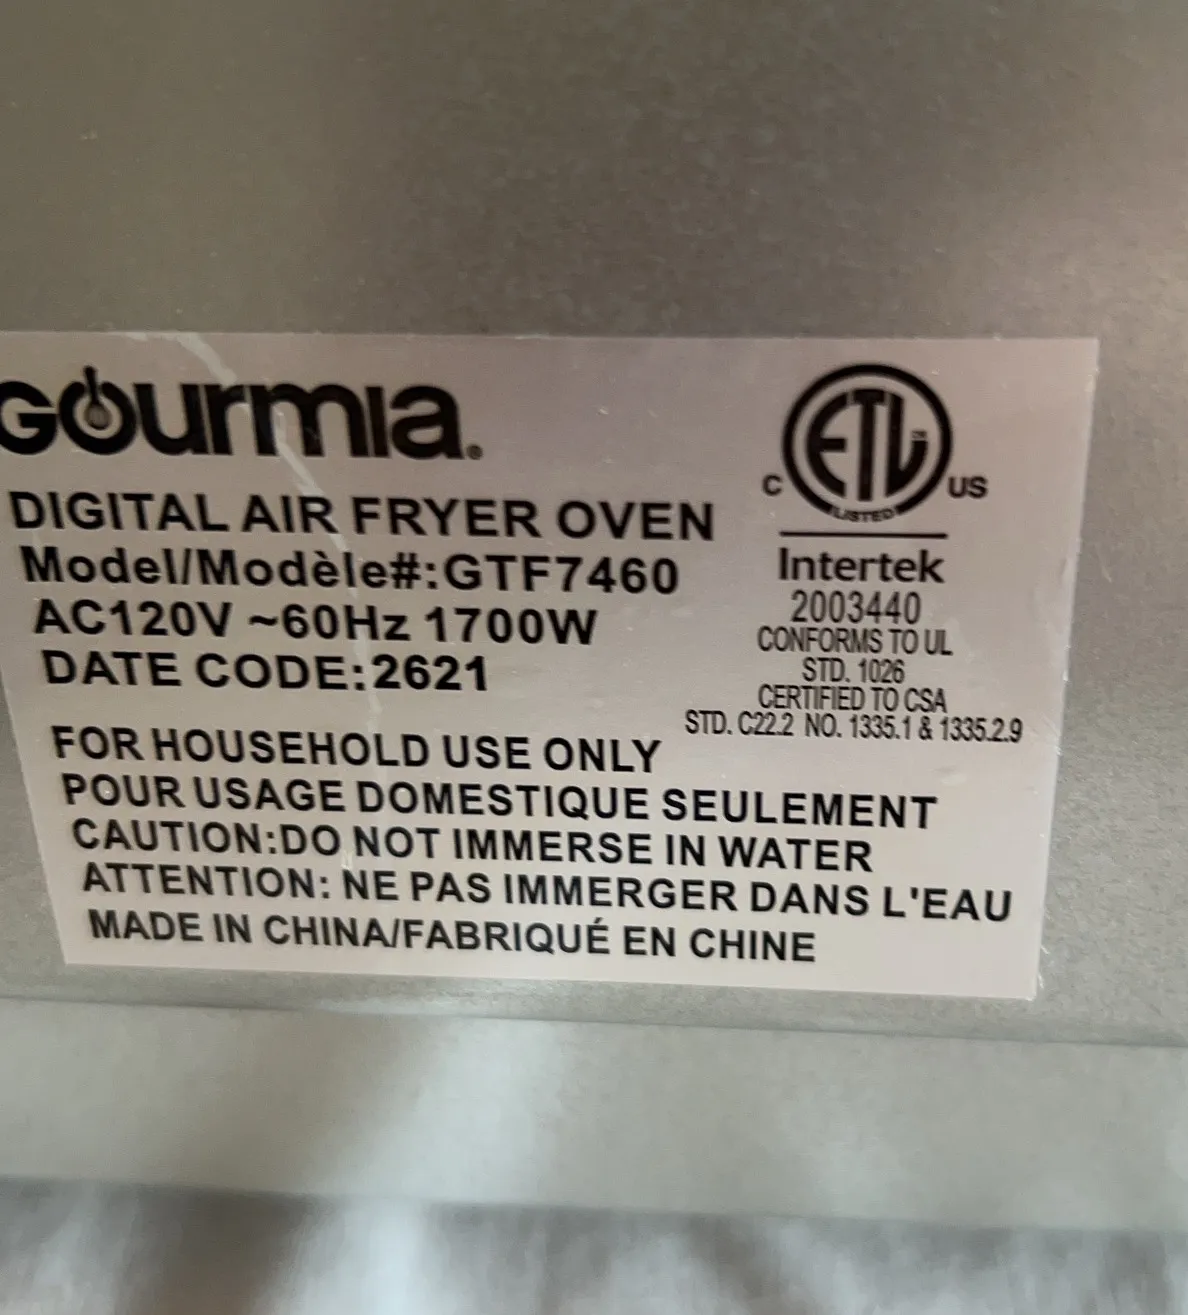 Gourmia®
DIGITAL AIR FRYER OVEN
Model/Modèle#:GTF7460
AC120V ~60Hz 1700W
DATE CODE:2621
ETL
C US
LISTED
Intertek
2003440
CONFORMS TO UL
STD. 1026
CERTIFIED TO CSA
STD. C22.2 NO. 1335.1 & 1335.2.9
FOR HOUSEHOLD USE ONLY
POUR USAGE DOMESTIQUE SEULEMENT
CAUTION:DO NOT IMMERSE IN WATER
ATTENTION: NE PAS IMMERGER DANS L'EAU
MADE IN CHINA/FABRIQUÉ EN CHINE